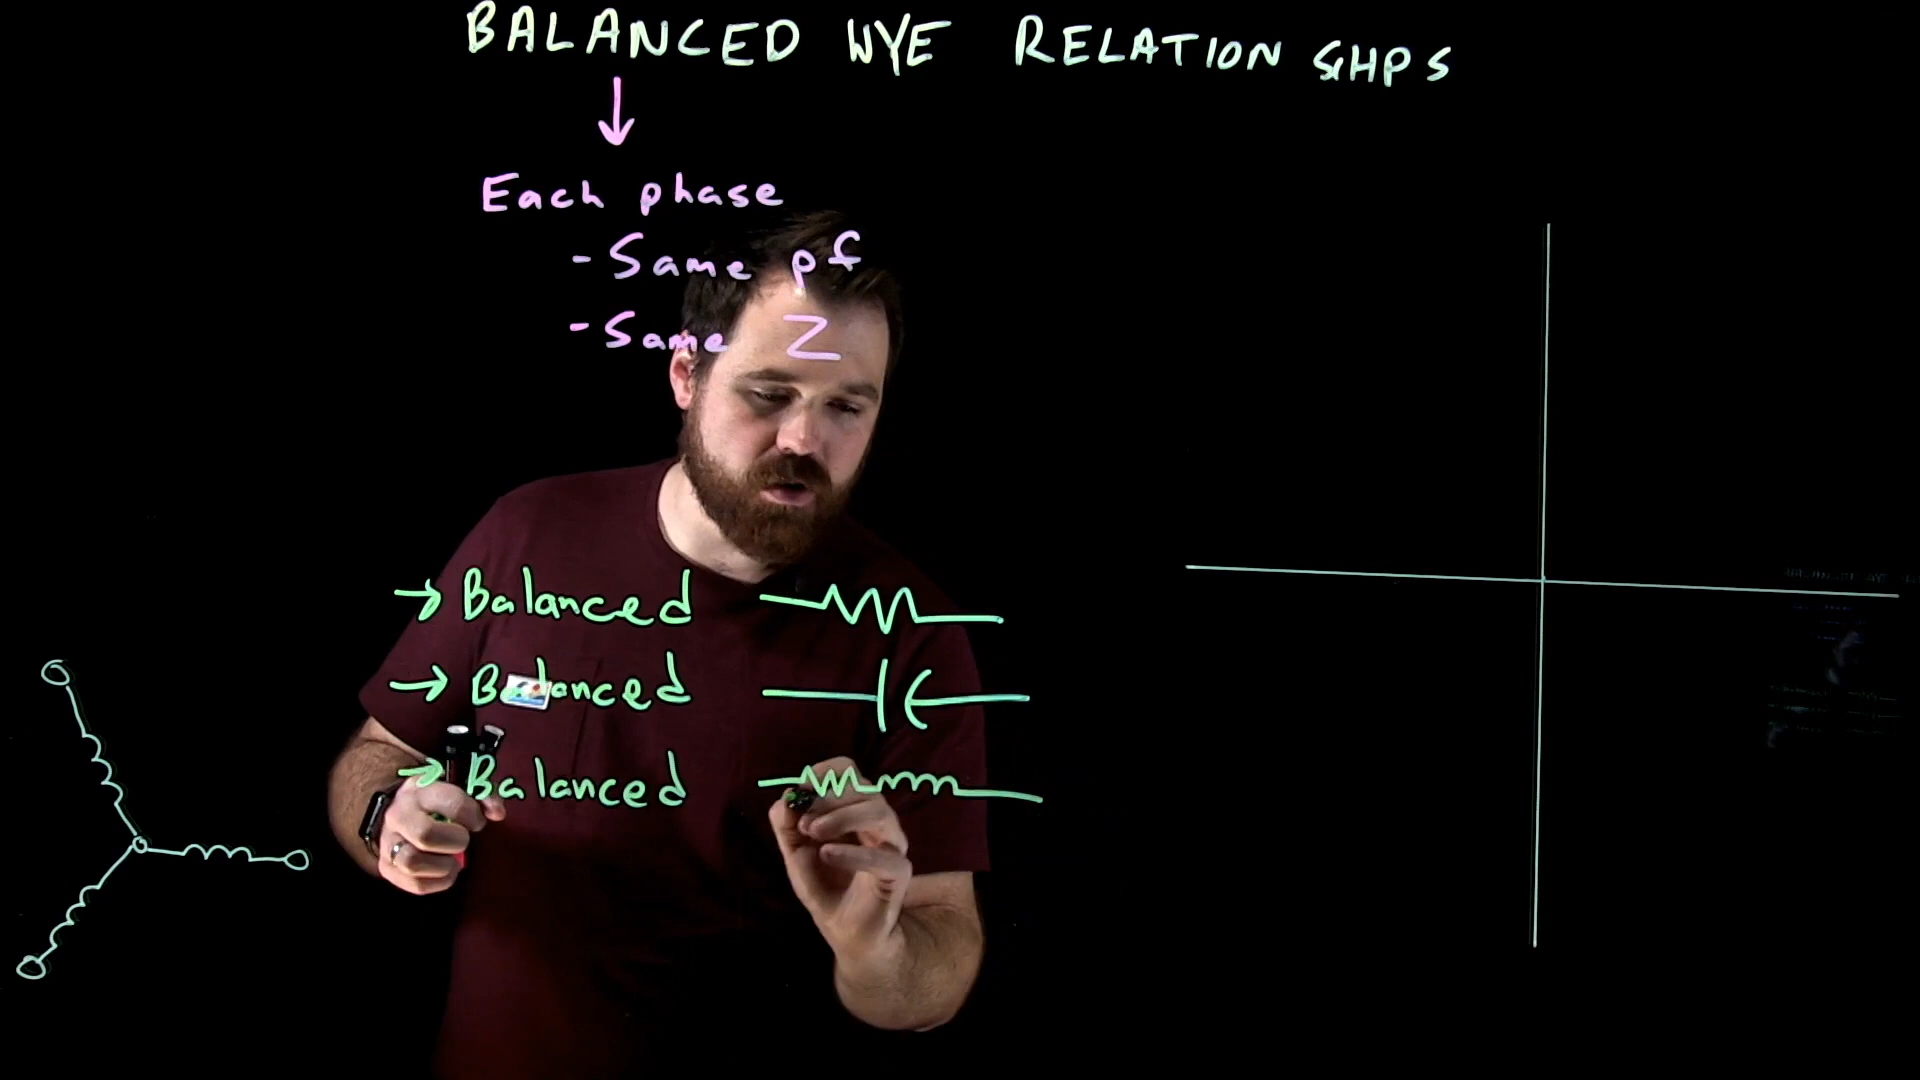 BALANCED WYE RELATIONSHPS
Each phase
- Same pf
- Same Z
→ Balanced
→ Balanced
→ Balanced